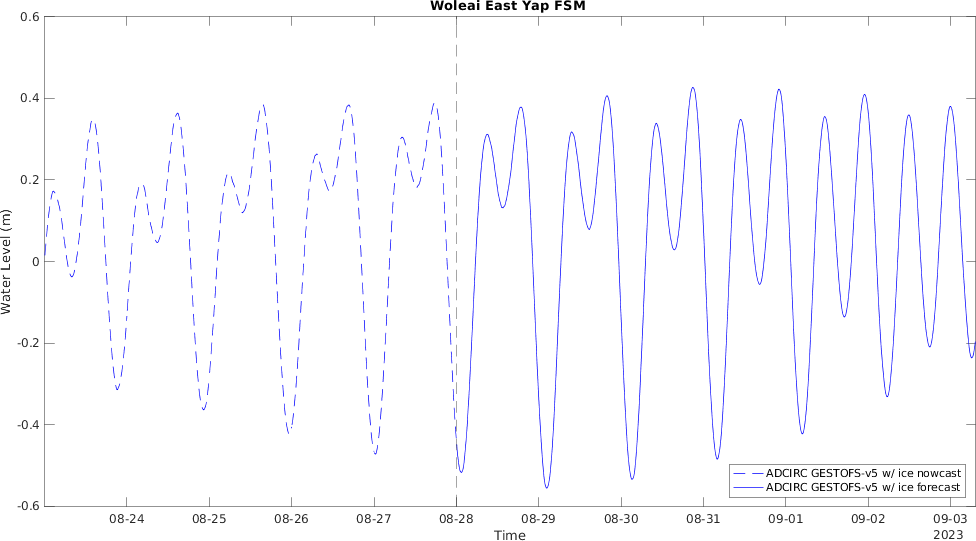 Woleai East Yap FSM
0.6
0.4
0.2
0
-0.2
-0.4
-0.6
Water Level (m)
ADCIRC GESTOFS-v5 w/ ice nowcast
ADCIRC GESTOFS-v5 w/ ice forecast
08-24 08-25 08-26 08-27 08-28 08-29 08-30 08-31 09-01 09-02 09-03
2023
Time